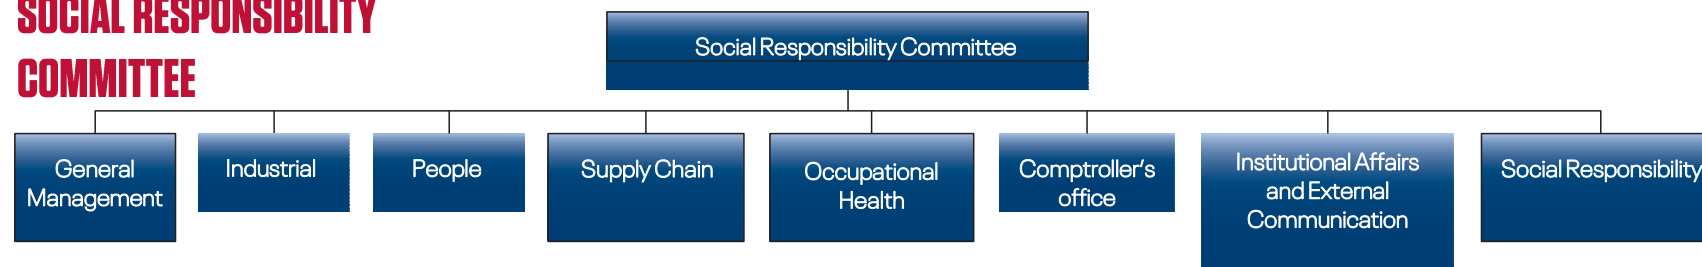 SOCIAL RESPONSIBILITY
COMMITTEE
Social Responsibility Committee
General
Management
Industrial
People
Supply Chain
Occupational
Health
Comptroller's
office
Institutional Affairs
and External
Communication
Social Responsibility